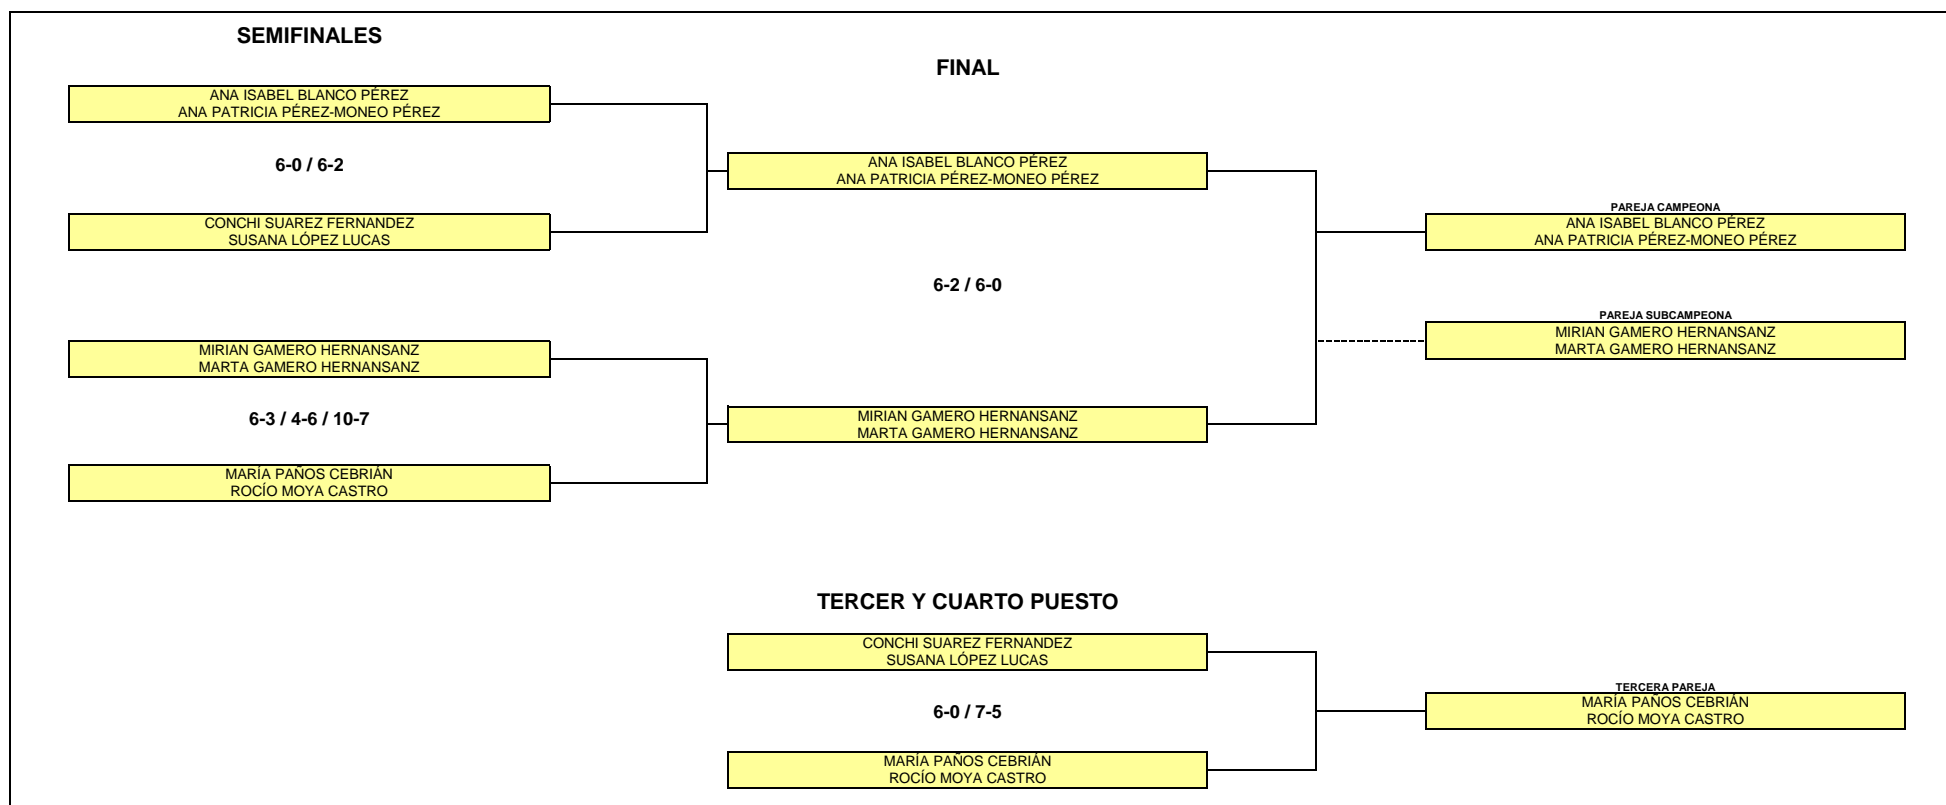 SEMIFINALES
FINAL
ANA ISABEL BLANCO PÉREZ
ANA PATRICIA PÉREZ-MONEO PÉREZ
6-0 / 6-2
CONCHI SUAREZ FERNANDEZ
SUSANA LÓPEZ LUCAS
MIRIAN GAMERO HERNANSANZ
MARTA GAMERO HERNANSANZ
6-3 / 4-6 / 10-7
MARÍA PAÑOS CEBRIÁN
ROCÍO MOYA CASTRO
ANA ISABEL BLANCO PÉREZ
ANA PATRICIA PÉREZ-MONEO PÉREZ
6-2 / 6-0
MIRIAN GAMERO HERNANSANZ
MARTA GAMERO HERNANSANZ
PAREJA CAMPEONA
ANA ISABEL BLANCO PÉREZ
ANA PATRICIA PÉREZ-MONEO PÉREZ
PAREJA SUBCAMPEONA
MIRIAN GAMERO HERNANSANZ
MARTA GAMERO HERNANSANZ
TERCER Y CUARTO PUESTO
CONCHI SUAREZ FERNANDEZ
SUSANA LÓPEZ LUCAS
6-0 / 7-5
MARÍA PAÑOS CEBRIÁN
ROCÍO MOYA CASTRO
TERCERA PAREJA
MARÍA PAÑOS CEBRIÁN
ROCÍO MOYA CASTRO